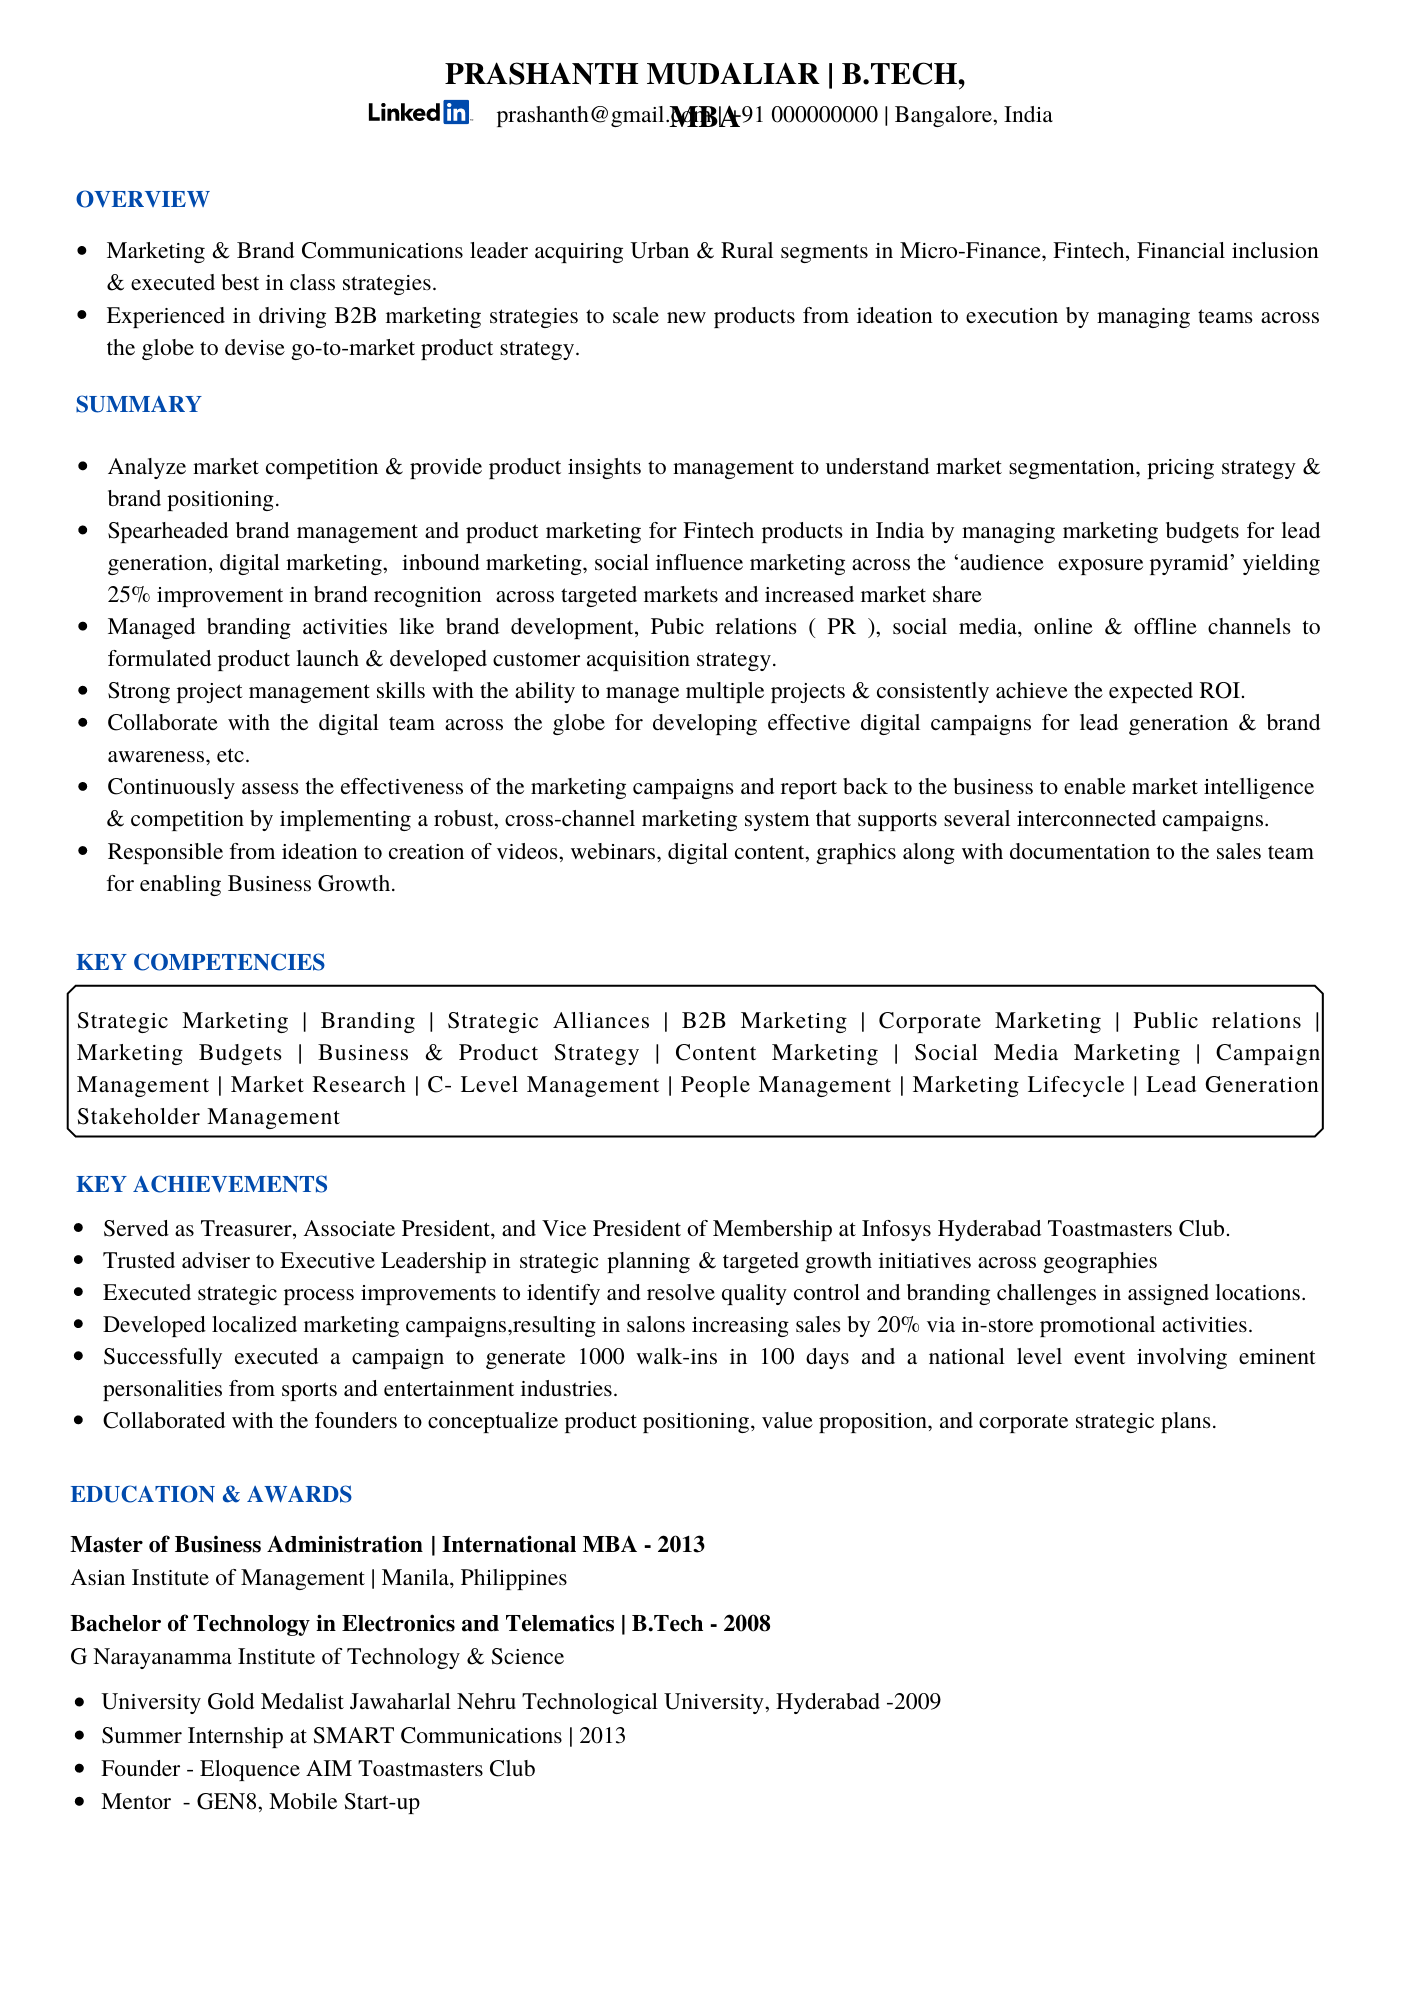 PRASHANTH MUDALIAR | B.TECH,
MBA
LinkedIn prashanth@gmail.com | +91 000000000 | Bangalore, India
OVERVIEW
• Marketing & Brand Communications leader acquiring Urban & Rural segments in Micro-Finance, Fintech, Financial inclusion
& executed best in class strategies.
• Experienced in driving B2B marketing strategies to scale new products from ideation to execution by managing teams across
the globe to devise go-to-market product strategy.
SUMMARY
• Analyze market competition & provide product insights to management to understand market segmentation, pricing strategy &
brand positioning.
• Spearheaded brand management and product marketing for Fintech products in India by managing marketing budgets for lead
generation, digital marketing, inbound marketing, social influence marketing across the ‘audience exposure pyramid’ yielding
25% improvement in brand recognition across targeted markets and increased market share
• Managed branding activities like brand development, Pubic relations ( PR ), social media, online & offline channels to
formulated product launch & developed customer acquisition strategy.
• Strong project management skills with the ability to manage multiple projects & consistently achieve the expected ROI.
• Collaborate with the digital team across the globe for developing effective digital campaigns for lead generation & brand
awareness, etc.
• Continuously assess the effectiveness of the marketing campaigns and report back to the business to enable market intelligence
& competition by implementing a robust, cross-channel marketing system that supports several interconnected campaigns.
• Responsible from ideation to creation of videos, webinars, digital content, graphics along with documentation to the sales team
for enabling Business Growth.
KEY COMPETENCIES
Strategic Marketing | Branding | Strategic Alliances | B2B Marketing | Corporate Marketing | Public relations |
Marketing Budgets | Business & Product Strategy | Content Marketing | Social Media Marketing | Campaign
Management | Market Research | C- Level Management | People Management | Marketing Lifecycle | Lead Generation
Stakeholder Management
KEY ACHIEVEMENTS
• Served as Treasurer, Associate President, and Vice President of Membership at Infosys Hyderabad Toastmasters Club.
• Trusted adviser to Executive Leadership in strategic planning & targeted growth initiatives across geographies
• Executed strategic process improvements to identify and resolve quality control and branding challenges in assigned locations.
• Developed localized marketing campaigns,resulting in salons increasing sales by 20% via in-store promotional activities.
• Successfully executed a campaign to generate 1000 walk-ins in 100 days and a national level event involving eminent
personalities from sports and entertainment industries.
• Collaborated with the founders to conceptualize product positioning, value proposition, and corporate strategic plans.
EDUCATION & AWARDS
Master of Business Administration | International MBA - 2013
Asian Institute of Management | Manila, Philippines
Bachelor of Technology in Electronics and Telematics | B.Tech - 2008
G Narayanamma Institute of Technology & Science
• University Gold Medalist Jawaharlal Nehru Technological University, Hyderabad -2009
• Summer Internship at SMART Communications | 2013
• Founder - Eloquence AIM Toastmasters Club
• Mentor - GEN8, Mobile Start-up